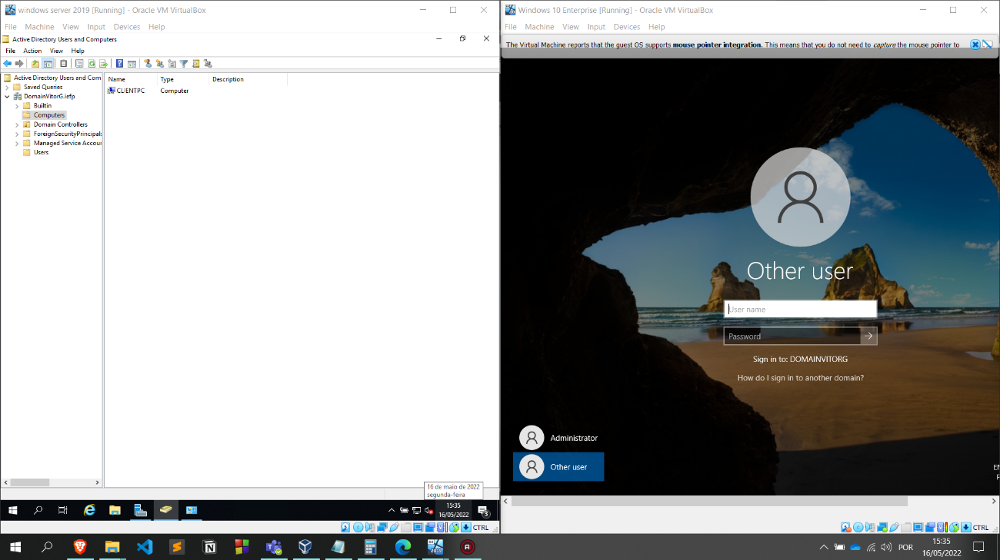 windows server 2019 [Running] - Oracle VM VirtualBox
File Machine View Input Devices Help
Active Directory Users and Computers
File Action View Help
Active Directory Users and Com
Saved Queries
DomainVitorG.iefp
Builtin
Computers
Domain Controllers
ForeignSecurityPrincipals
Managed Service Accour
Users
Name Type Description
CLIENTPC Computer
16 de maio de 2022
segunda-feira
15:35
16/05/2022
3
CTRL
Windows 10 Enterprise [Running] - Oracle VM VirtualBox
File Machine View Input Devices Help
The Virtual Machine reports that the guest OS supports mouse pointer integration. This means that you do not need to capture the mouse pointer to
Other user
User name
Password
Sign in to: DOMAINVITORG
How do I sign in to another domain?
Administrator
Other user
CTRL
2019
POR
15:35
16/05/2022